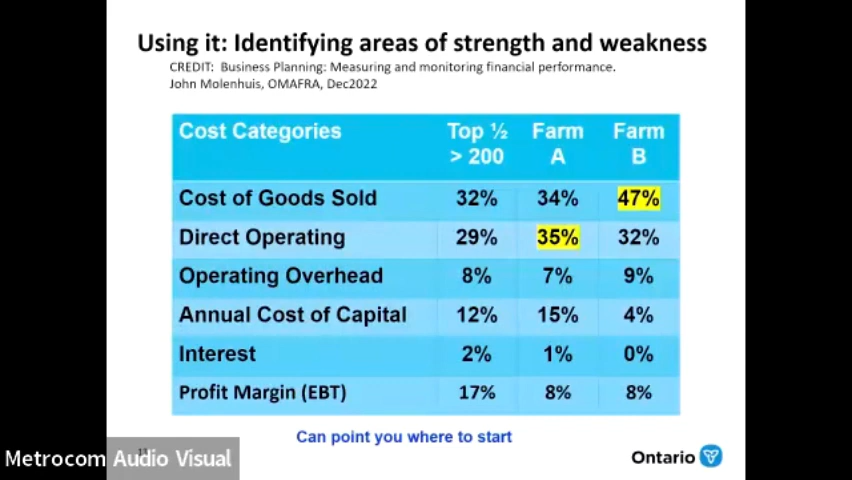 Using it: Identifying areas of strength and weakness
CREDIT: Business Planning: Measuring and monitoring financial performance.
John Molenhuis, OMAFRA, Dec2022
Cost Categories Top ½ > 200 Farm A Farm B
Cost of Goods Sold 32% 34% 47%
Direct Operating 29% 35% 32%
Operating Overhead 8% 7% 9%
Annual Cost of Capital 12% 15% 4%
Interest 2% 1% 0%
Profit Margin (EBT) 17% 8% 8%
Can point you where to start
Metrocom Audio Visual
Ontario